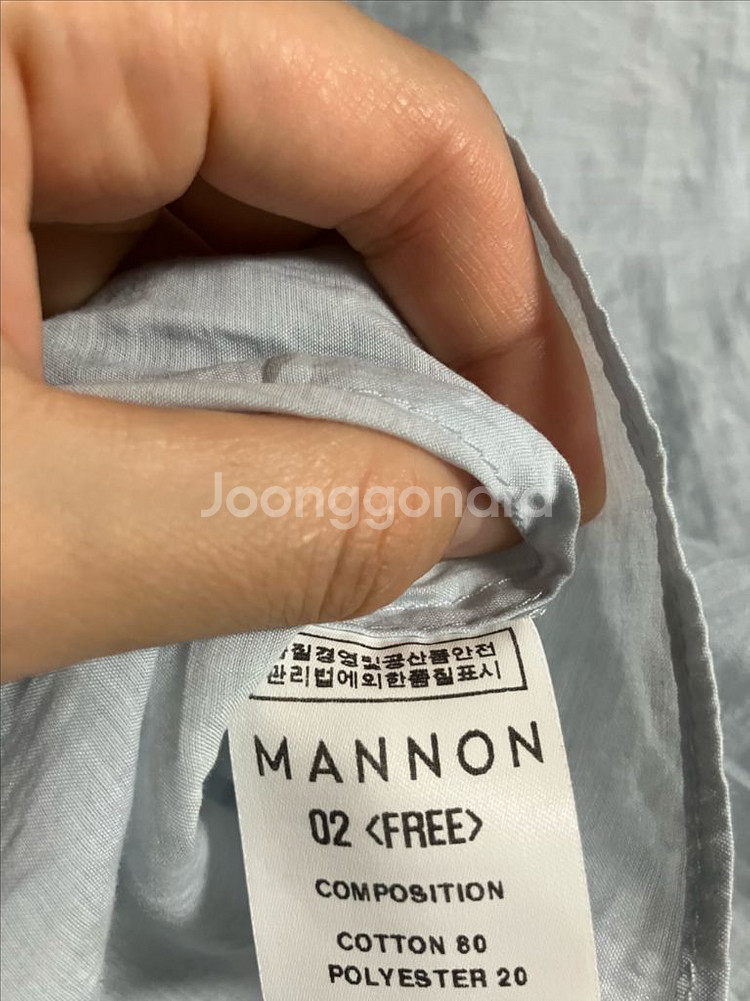 Joonggonara
품질경영및공산품안전
관리법에의한품질표시
MANNON
02 <FREE>
COMPOSITION
COTTON 80
POLYESTER 20